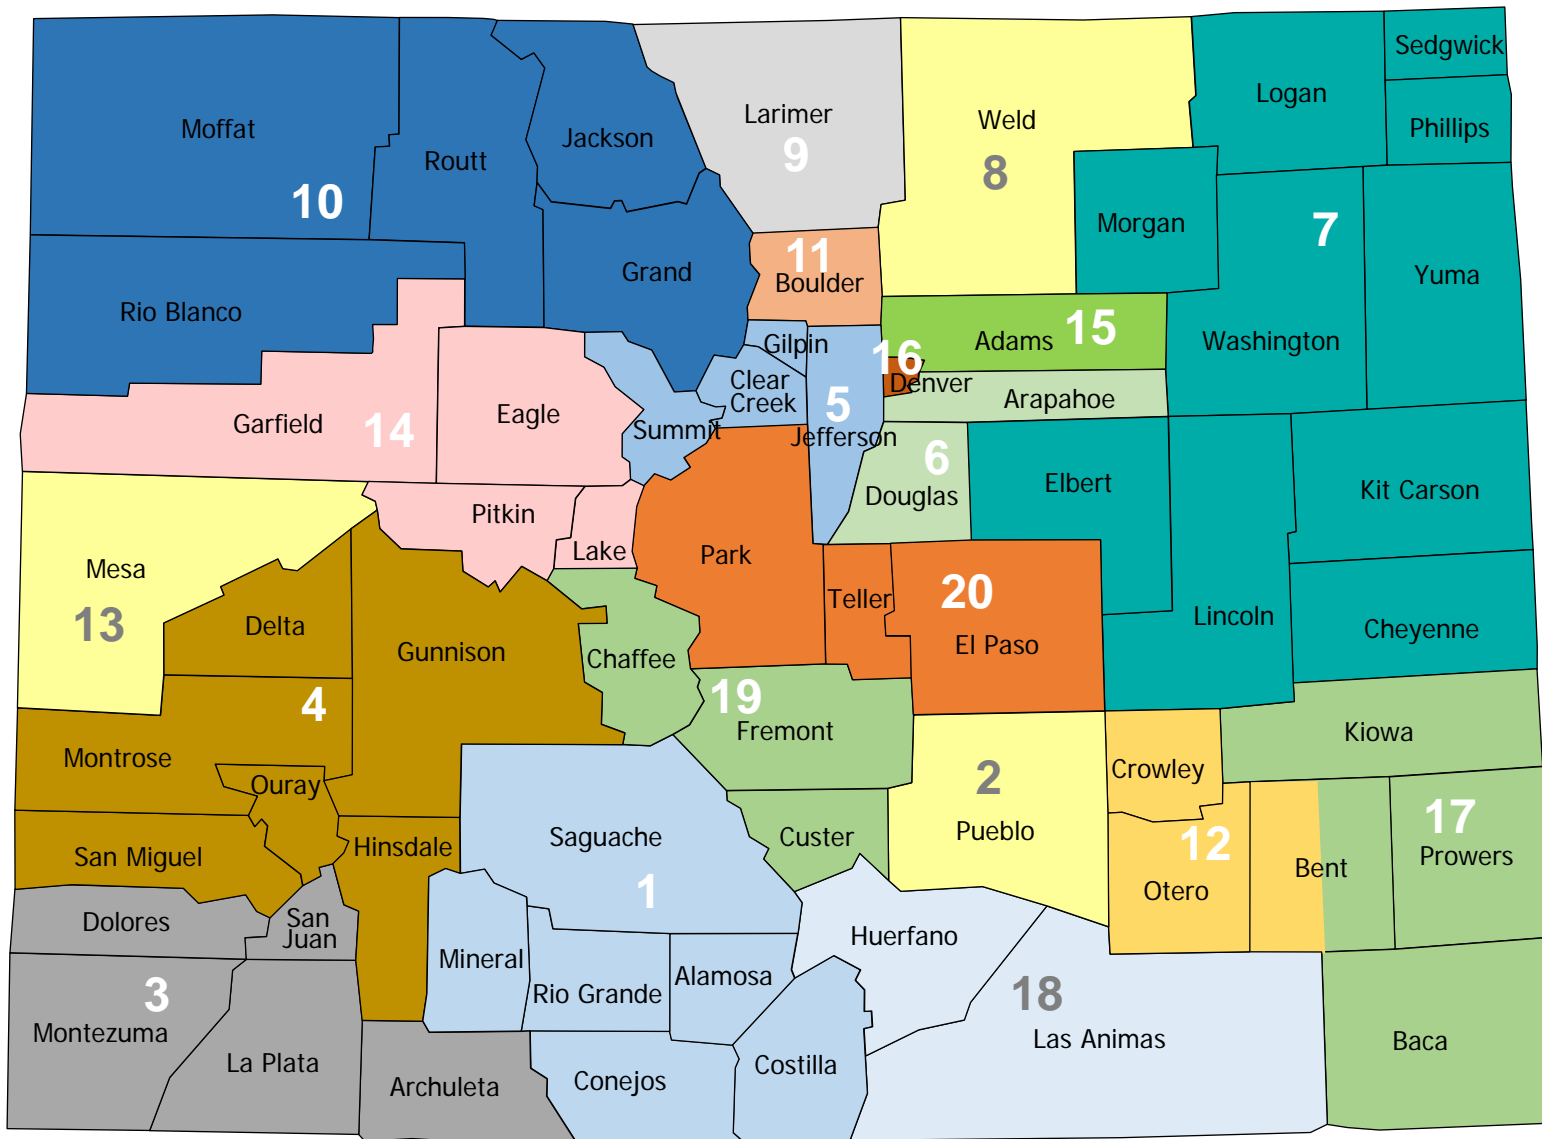 Sedgwick
Logan
Phillips
Larimer
9
Weld
8
Moffat
10
Routt
Jackson
Morgan
7
Yuma
Grand
11
Boulder
Rio Blanco
Gilpin
16
Adams 15
Washington
Clear
Creek
5
Denver
Arapahoe
Garfield 14
Eagle
Summit
Jefferson
6
Douglas
Elbert
Kit Carson
Pitkin
Lake
Park
Mesa
13
Teller
20
El Paso
Lincoln
Cheyenne
Delta
Gunnison
Chaffee
4
19
Fremont
Kiowa
Montrose
Ouray
2
Pueblo
Crowley
Saguache
1
Custer
Hinsdale
San Miguel
12
Otero
Bent
17
Prowers
Dolores
San
Juan
Huerfano
Mineral
Rio Grande
Alamosa
3
Montezuma
18
Las Animas
La Plata
Archuleta
Conejos
Costilla
Baca